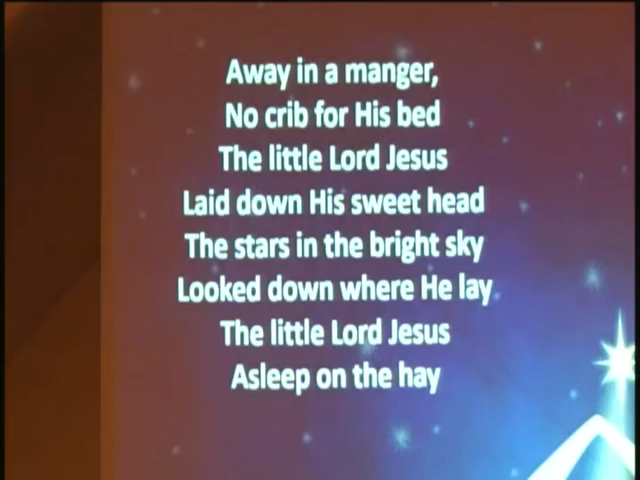 Away in a manger,
No crib for His bed
The little Lord Jesus
Laid down His sweet head
The stars in the bright sky
Looked down where He lay
The little Lord Jesus
Asleep on the hay